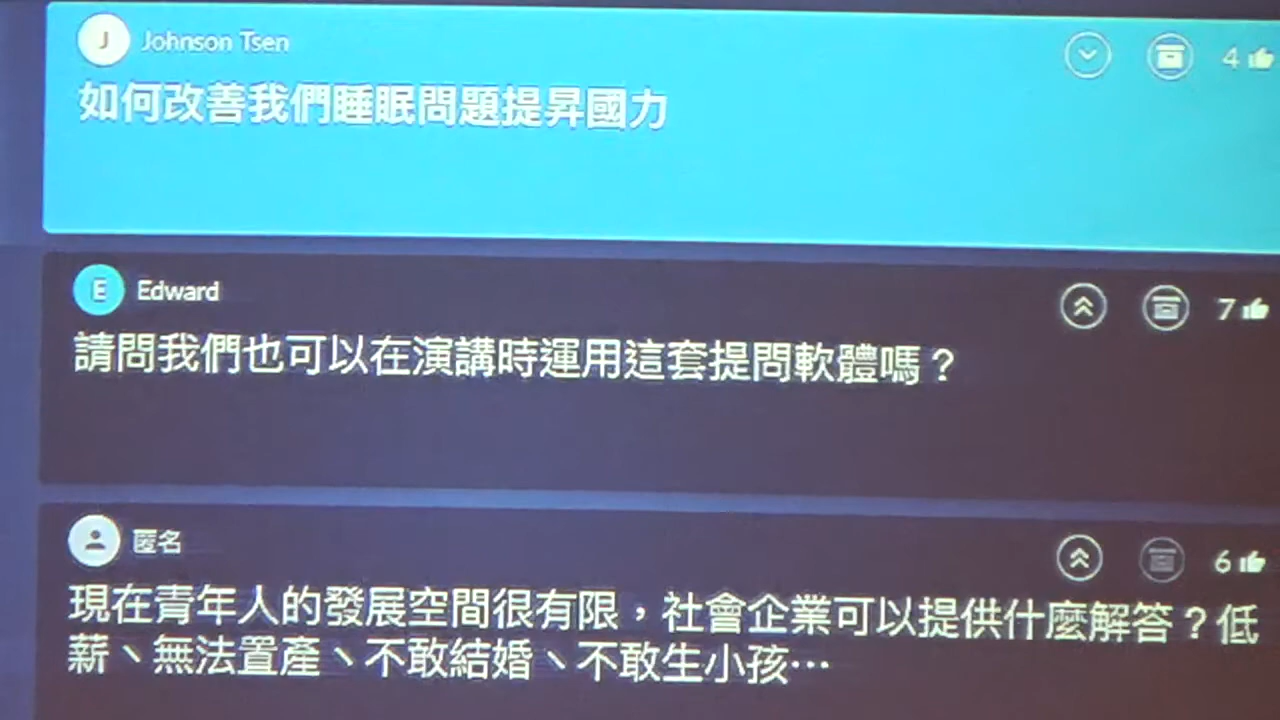 J Johnson Tsen 4
如何改善我們睡眠問題提昇國力
E Edward 7
請問我們也可以在演講時運用這套提問軟體嗎？
匿名 6
現在青年人的發展空間很有限，社會企業可以提供什麼解答？低
薪、無法置產、不敢結婚、不敢生小孩…